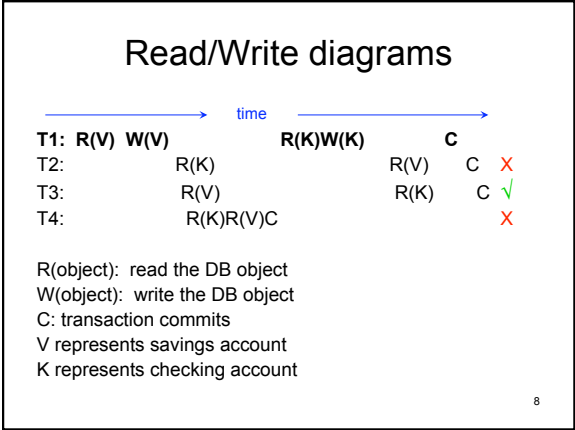 Read/Write diagrams
time
T1: R(V) W(V) R(K)W(K) C
T2: R(K) R(V) C X
T3: R(V) R(K) C √
T4: R(K)R(V)C X
R(object): read the DB object
W(object): write the DB object
C: transaction commits
V represents savings account
K represents checking account
8